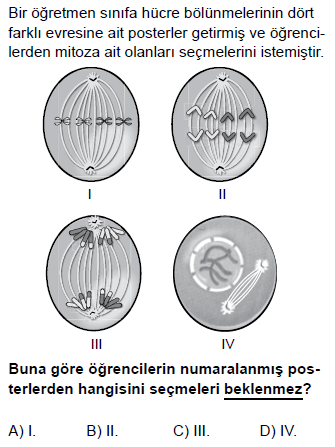 Bir öğretmen sınıfa hücre bölünmelerinin dört
farklı evresine ait posterler getirmiş ve öğrenci-
lerden mitoza ait olanları seçmelerini istemiştir.
I
II
III
IV
Buna göre öğrencilerin numaralanmış pos-
terlerden hangisini seçmeleri beklenmez?
A) I. B) II. C) III. D) IV.